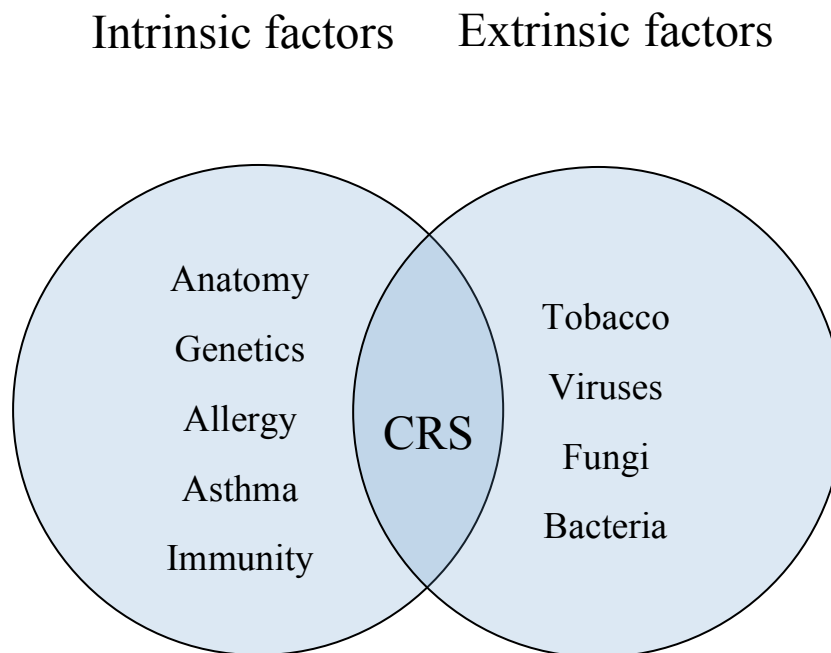 Intrinsic factors Extrinsic factors
Anatomy
Genetics
Allergy
Asthma
Immunity
CRS
Tobacco
Viruses
Fungi
Bacteria